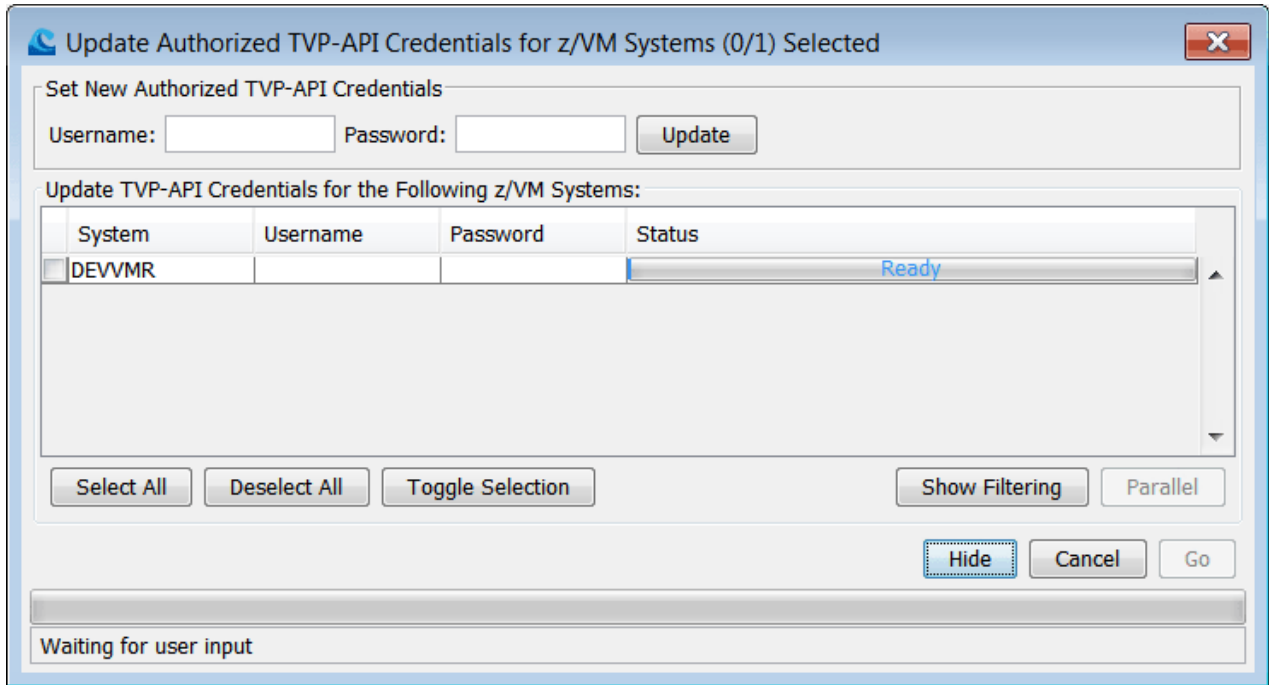 Update Authorized TVP-API Credentials for z/VM Systems (0/1) Selected
Set New Authorized TVP-API Credentials
Username: Password: Update
Update TVP-API Credentials for the Following z/VM Systems:
System Username Password Status
DEVVMR Ready
Select All Deselect All Toggle Selection Show Filtering Parallel
Hide Cancel Go
Waiting for user input